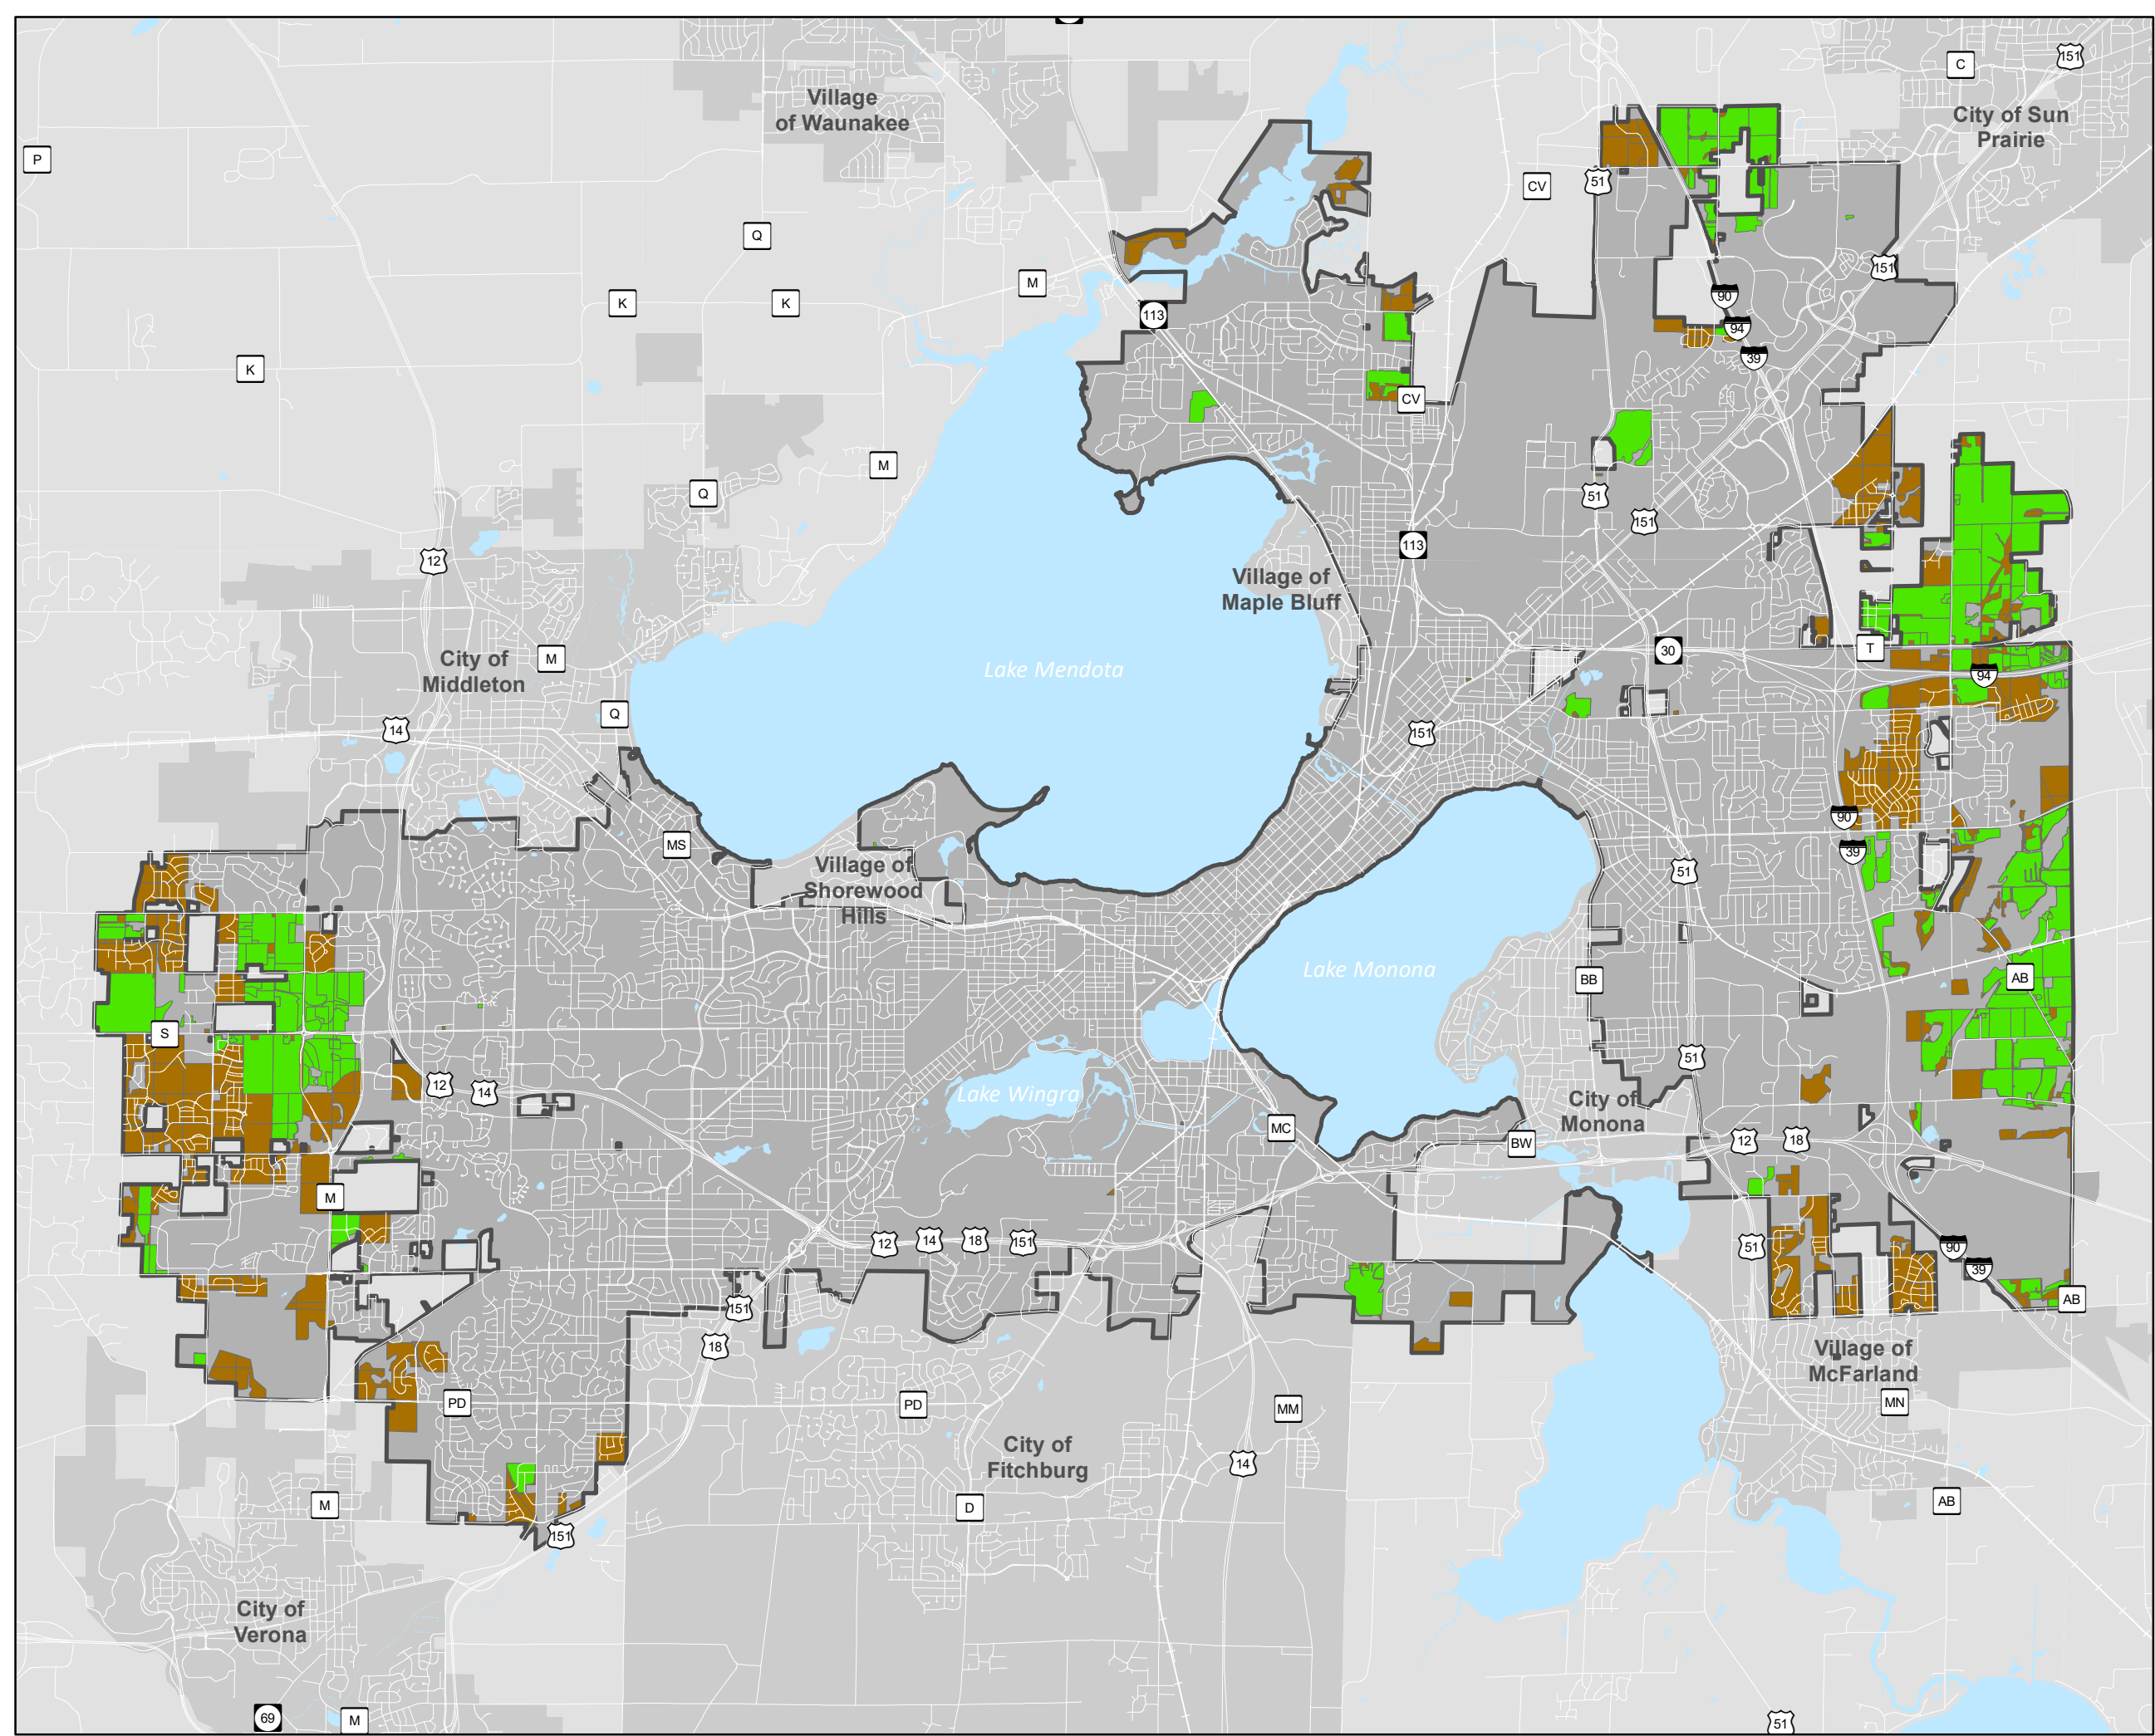 C
151
Village
of Waunakee
City of Sun
Prairie
P
CV
51
Q
M
151
K
K
90
113
94
39
K
CV
M
Q
51
151
113
12
Village of
Maple Bluff
City of
Middleton
M
Lake Mendota
30
T
94
Q
14
151
90
MS
39
51
Village of
Shorewood
Hills
Lake Monona
BB
AB
S
51
12
14
Lake Wingra
City of
Monona
MC
BW
12
18
M
12
14
18
151
51
90
39
151
AB
18
Village of
McFarland
PD
PD
MM
MN
City of
Fitchburg
14
M
D
AB
151
City of
Verona
69
M
51